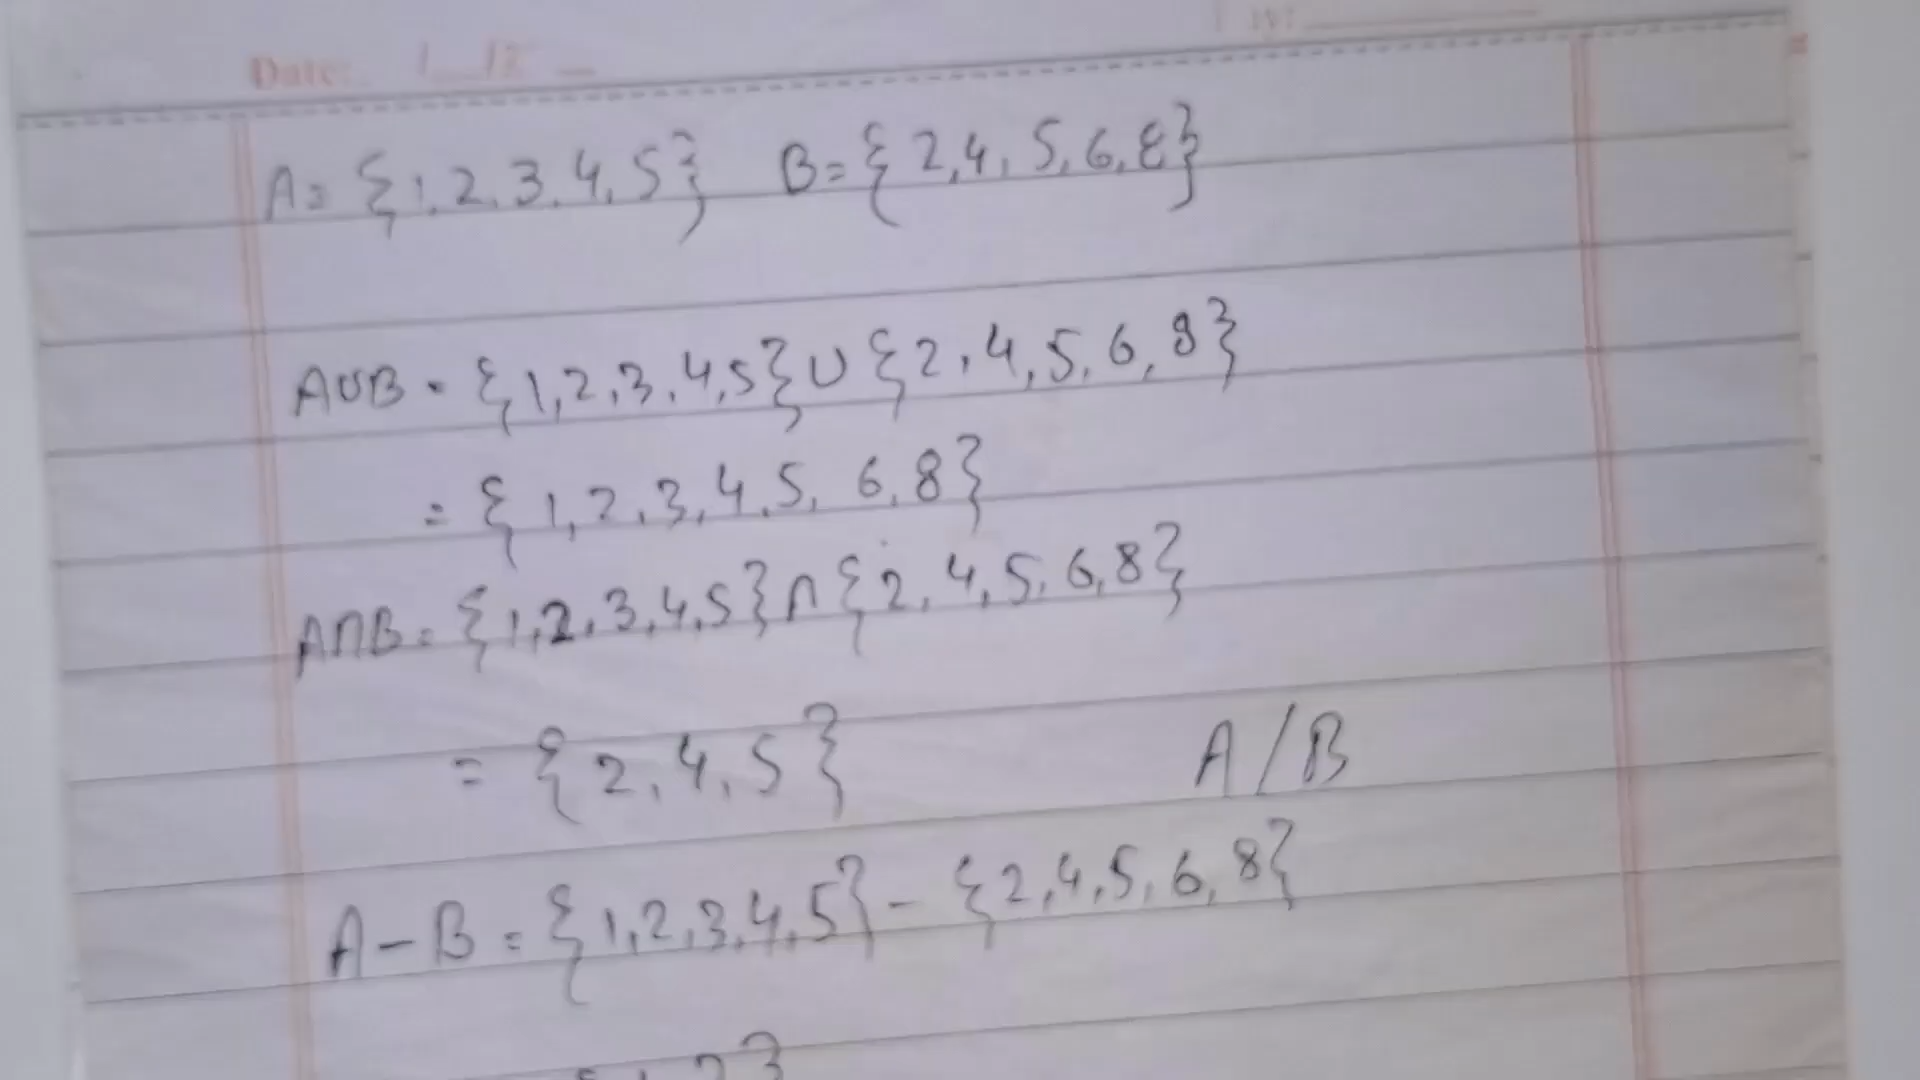 Date:
A = {1, 2, 3, 4, 5} B = {2, 4, 5, 6, 8}
A∪B = {1, 2, 3, 4, 5} ∪ {2, 4, 5, 6, 8}
= {1, 2, 3, 4, 5, 6, 8}
A∩B = {1, 2, 3, 4, 5} ∩ {2, 4, 5, 6, 8}
= {2, 4, 5}
A/B
A - B = {1, 2, 3, 4, 5} - {2, 4, 5, 6, 8}